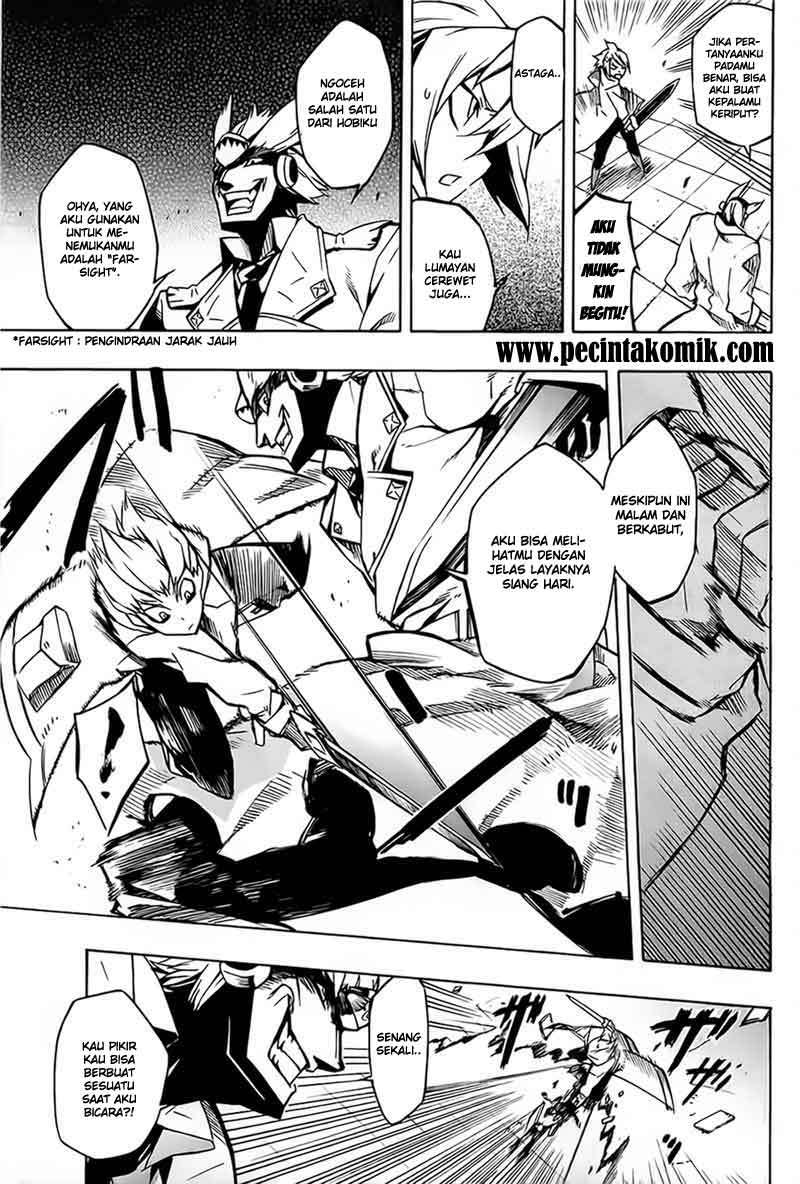 JIKA PER-
TANYAANKU
PADAMU
BENAR, BISA
AKU BUAT
KEPALAMU
KERIPUT?
AKU
TIDAK
MUNG-
KIN
BEGITU!
ASTAGA..
KAU
LUMAYAN
CEREWET
JUGA...
NGOCEH
ADALAH
SALAH SATU
DARI HOBIKU
OHYA, YANG
AKU GUNAKAN
UNTUK ME-
NEMUKANMU
ADALAH "FAR-
SIGHT".
*FARSIGHT : PENGINDRAAN JARAK JAUH
www.pecintakomik.com
MESKIPUN INI
MALAM DAN
BERKABUT,
AKU BISA MELI-
HATMU DENGAN
JELAS LAYAKNYA
SIANG HARI.
ッ
SENANG
SEKALI..
KAU PIKIR
KAU BISA
BERBUAT
SESUATU
SAAT AKU
BICARA?!